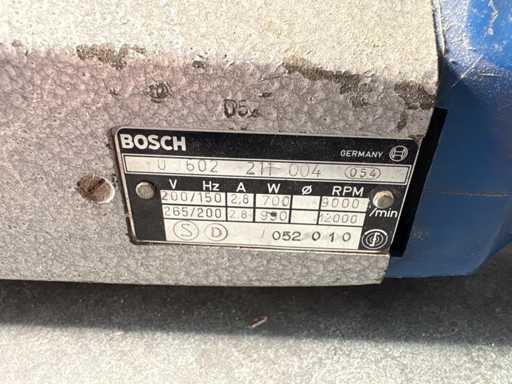 D5
BOSCH
GERMANY
0 602 211 004 (054)
V Hz A W Ø RPM
200/150 2,8 700 9000
265/200 2,8 12000 /min
S D 052 010